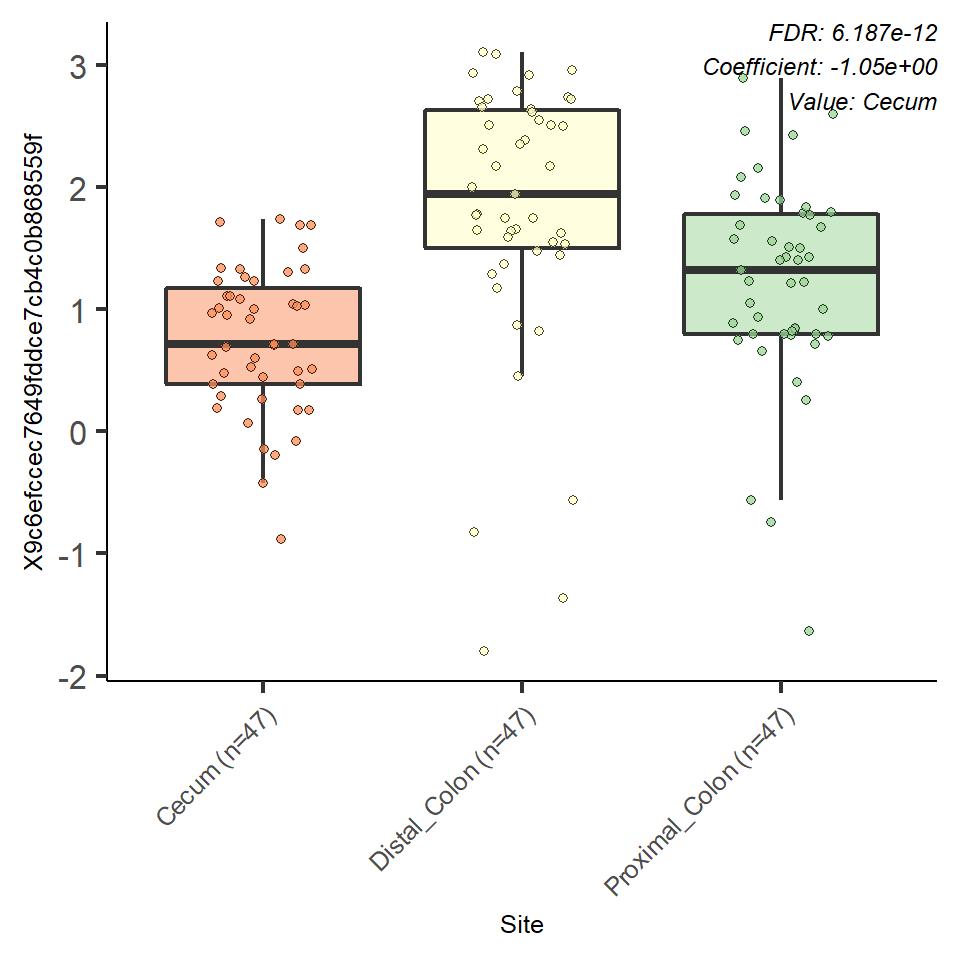 FDR: 6.187e-12
Coefficient: -1.05e+00
Value: Cecum
X9c6efccec7649fddce7cb4c0b868559f
3
2
1
0
-1
-2
Cecum (n=47)
Distal_Colon (n=47)
Proximal_Colon (n=47)
Site